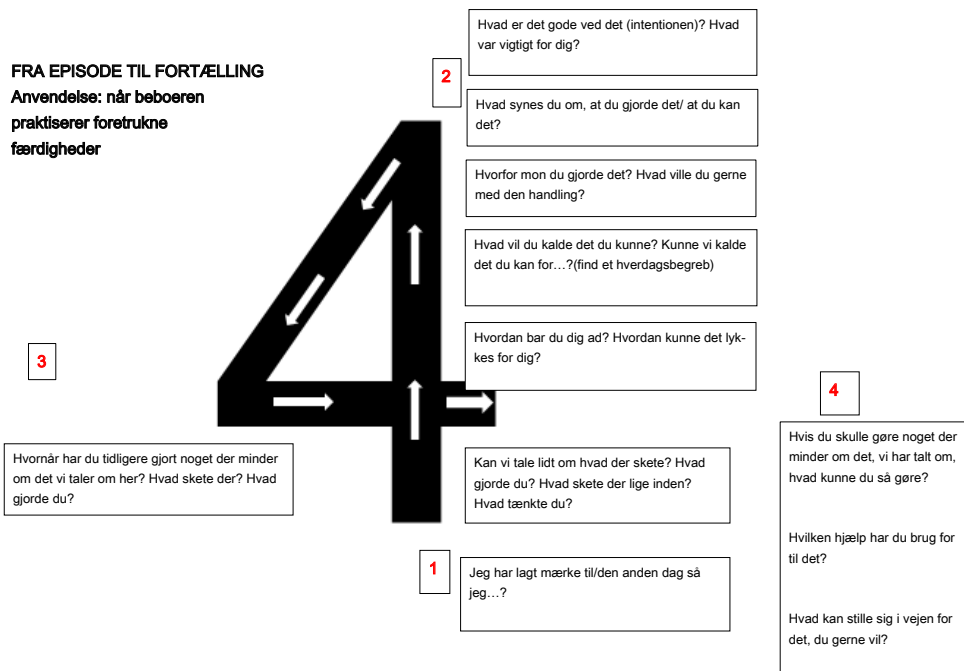 FRA EPISODE TIL FORTÆLLING
Anvendelse: når beboeren
praktiserer foretrukne
færdigheder
2
Hvad er det gode ved det (intentionen)? Hvad
var vigtigt for dig?
Hvad synes du om, at du gjorde det/ at du kan
det?
Hvorfor mon du gjorde det? Hvad ville du gerne
med den handling?
Hvad vil du kalde det du kunne? Kunne vi kalde
det du kan for…?(find et hverdagsbegreb)
Hvordan bar du dig ad? Hvordan kunne det lyk-
kes for dig?
3
Hvornår har du tidligere gjort noget der minder
om det vi taler om her? Hvad skete der? Hvad
gjorde du?
Kan vi tale lidt om hvad der skete? Hvad
gjorde du? Hvad skete der lige inden?
Hvad tænkte du?
1
Jeg har lagt mærke til/den anden dag så
jeg…?
4
Hvis du skulle gøre noget der
minder om det, vi har talt om,
hvad kunne du så gøre?
Hvilken hjælp har du brug for
til det?
Hvad kan stille sig i vejen for
det, du gerne vil?